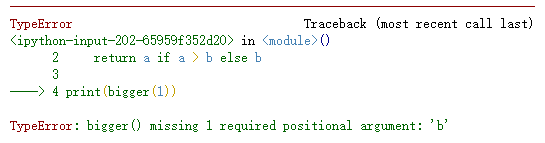 TypeError Traceback (most recent call last)
<ipython-input-202-65959f352d20> in <module>()
2 return a if a > b else b
3
----> 4 print(bigger(1))
TypeError: bigger() missing 1 required positional argument: 'b'